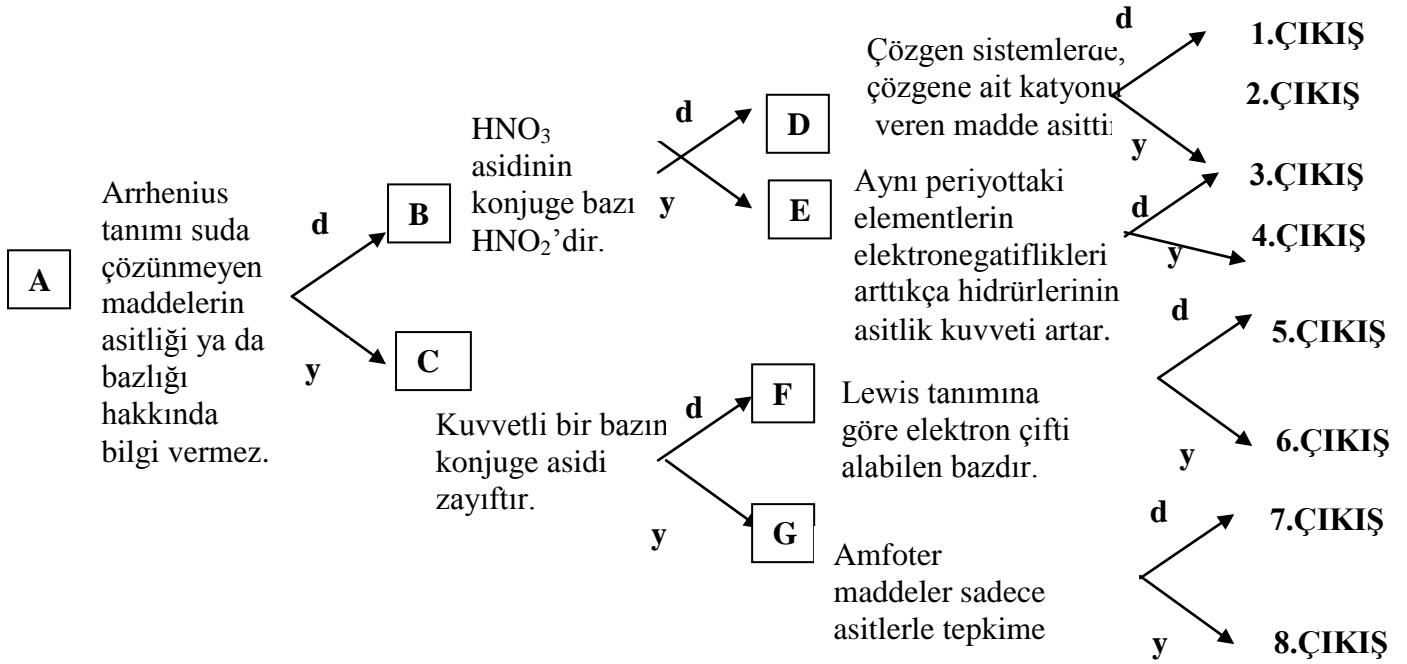 A
Arrhenius
tanımı suda
çözünmeyen
maddelerin
asitliği ya da
bazlığı
hakkında
bilgi vermez.
d
y
B
HNO₃
asidinin
konjuge bazı
HNO₂’dir.
d
y
C
Kuvvetli bir bazın
konjuge asidi
zayıftır.
d
y
D
Çözgen sistemlerde,
çözgene ait katyonu
veren madde asittir
d
y
E
Aynı periyottaki
elementlerin
elektronegatiflikleri
arttıkça hidrürlerinin
asitlik kuvveti artar.
d
y
F
Lewis tanımına
göre elektron çifti
alabilen bazdır.
d
y
G
Amfoter
maddeler sadece
asitlerle tepkime
d
y
1.ÇIKIŞ
2.ÇIKIŞ
3.ÇIKIŞ
4.ÇIKIŞ
5.ÇIKIŞ
6.ÇIKIŞ
7.ÇIKIŞ
8.ÇIKIŞ